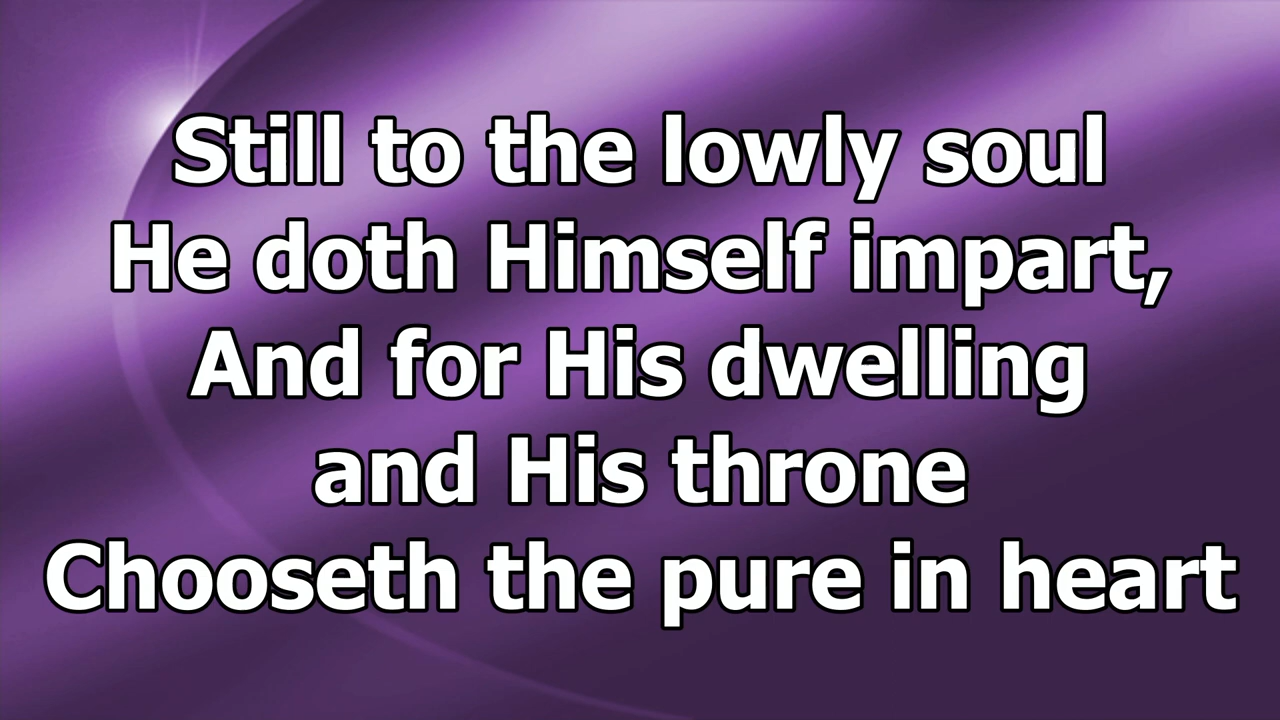 Still to the lowly soul
He doth Himself impart,
And for His dwelling
and His throne
Chooseth the pure in heart